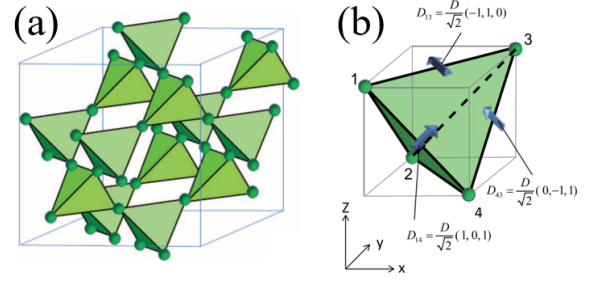 (a)
(b)
D₁₃ = D/√2 (-1,1,0)
3
1
2
4
D₄₃ = D/√2 (0,-1,1)
D₁₄ = D/√2 (1,0,1)
z
y
x